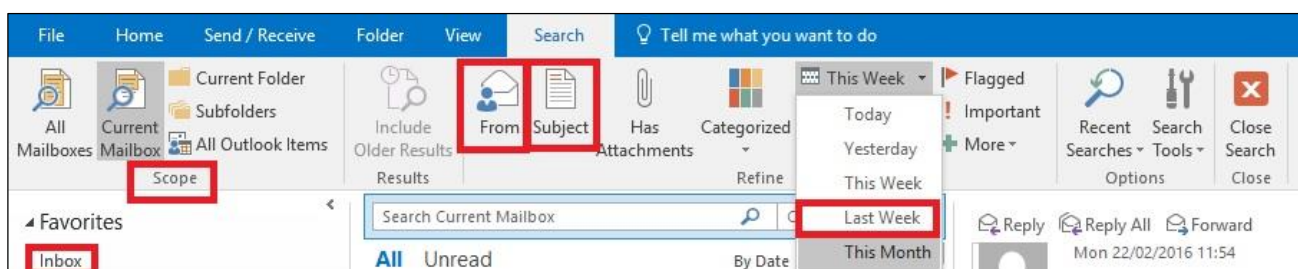 File Home Send / Receive Folder View Search Tell me what you want to do
All Mailboxes
Current Mailbox
Current Folder
Subfolders
All Outlook Items
Scope
Include Older Results
Results
From
Subject
Has Attachments
Categorized
This Week
Flagged
Important
More
Refine
Today
Yesterday
This Week
Last Week
This Month
Recent Searches
Search Tools
Options
Close Search
Close
Favorites
Inbox
Search Current Mailbox
All Unread By Date
Reply Reply All Forward
Mon 22/02/2016 11:54